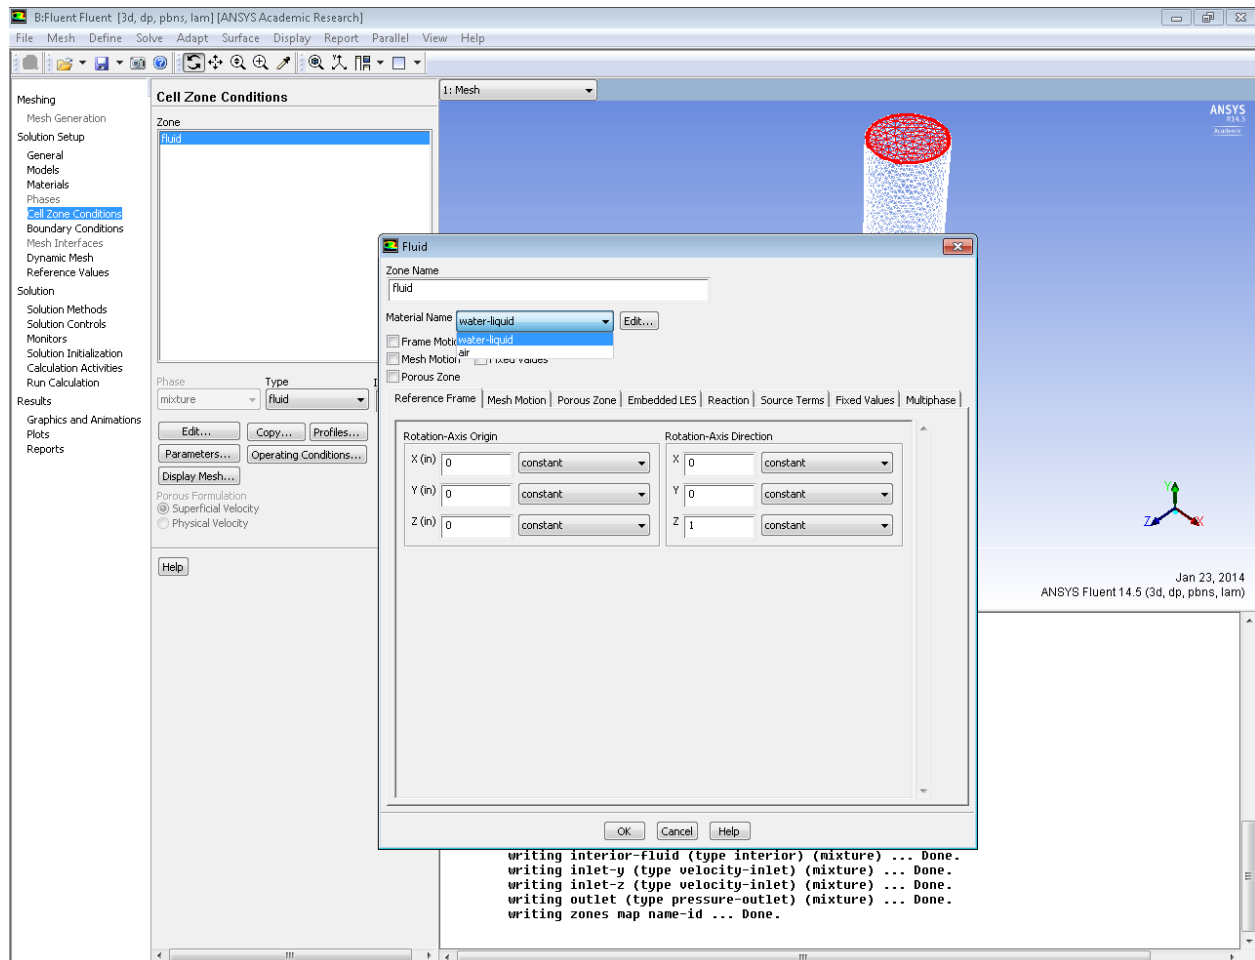 B:Fluent Fluent [3d, dp, pbns, lam] [ANSYS Academic Research]
File Mesh Define Solve Adapt Surface Display Report Parallel View Help
Meshing
Mesh Generation
Solution Setup
General
Models
Materials
Phases
Cell Zone Conditions
Boundary Conditions
Mesh Interfaces
Dynamic Mesh
Reference Values
Solution
Solution Methods
Solution Controls
Monitors
Solution Initialization
Calculation Activities
Run Calculation
Results
Graphics and Animations
Plots
Reports
Cell Zone Conditions
Zone
fluid
Phase Type
mixture fluid
Edit... Copy... Profiles...
Parameters... Operating Conditions...
Display Mesh...
Porous Formulation
Superficial Velocity
Physical Velocity
Help
1: Mesh
ANSYS
R14.5
Academic
Fluid
Zone Name
fluid
Material Name water-liquid Edit...
water-liquid
air
Frame Motio
Mesh Motion Fixed Values
Porous Zone
Reference Frame Mesh Motion Porous Zone Embedded LES Reaction Source Terms Fixed Values Multiphase
Rotation-Axis Origin Rotation-Axis Direction
X (in) 0 constant X 0 constant
Y (in) 0 constant Y 0 constant
Z (in) 0 constant Z 1 constant
OK Cancel Help
Y
Z X
Jan 23, 2014
ANSYS Fluent 14.5 (3d, dp, pbns, lam)
writing interior-fluid (type interior) (mixture) ... Done.
writing inlet-y (type velocity-inlet) (mixture) ... Done.
writing inlet-z (type velocity-inlet) (mixture) ... Done.
writing outlet (type pressure-outlet) (mixture) ... Done.
writing zones map name-id ... Done.